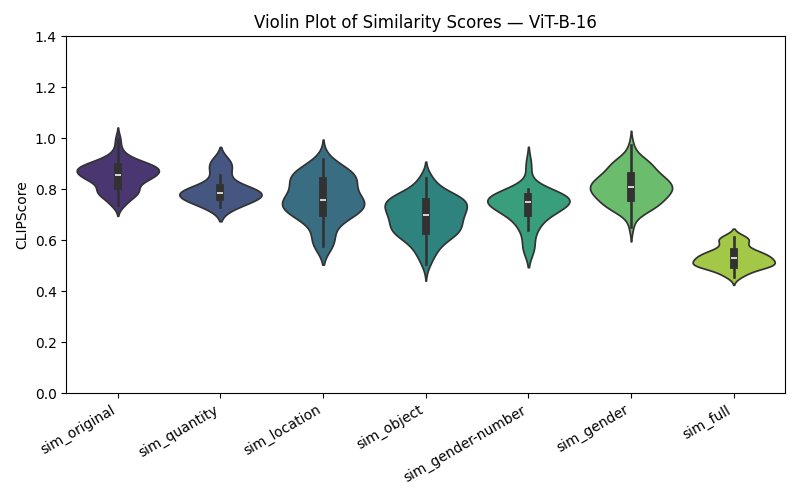 Violin Plot of Similarity Scores — ViT-B-16
CLIPScore
1.4
1.2
1.0
0.8
0.6
0.4
0.2
0.0
sim_original
sim_quantity
sim_location
sim_object
sim_gender-number
sim_gender
sim_full